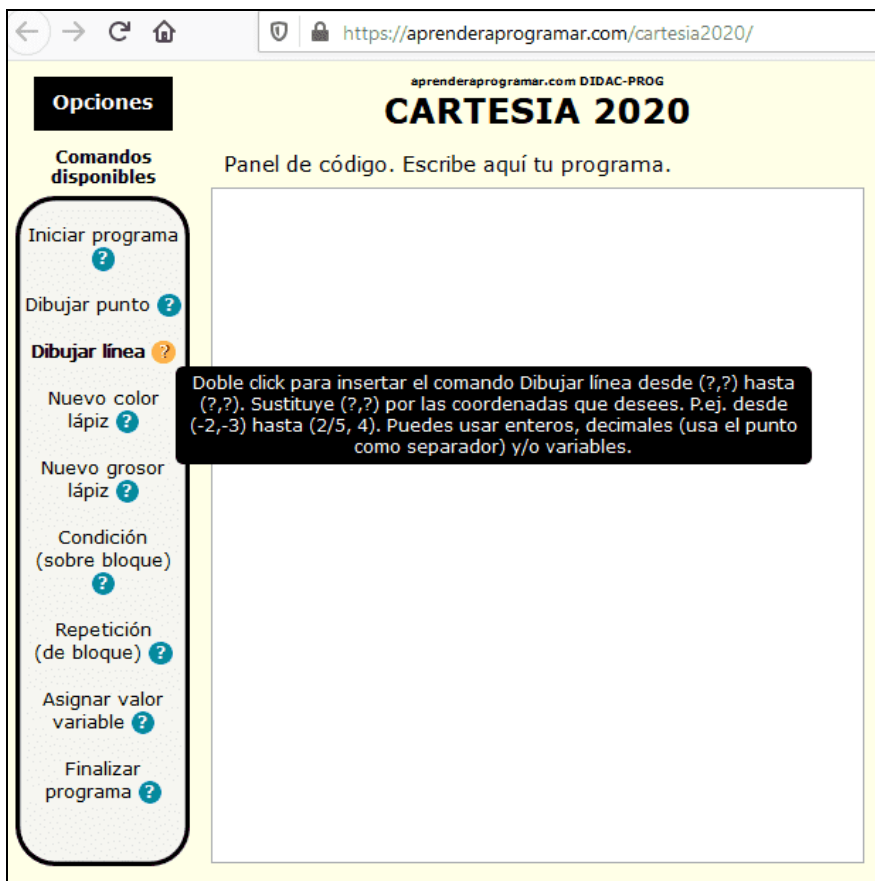 https://aprenderaprogramar.com/cartesia2020/
Opciones
aprenderaprogramar.com DIDAC-PROG
CARTESIA 2020
Comandos
disponibles
Panel de código. Escribe aquí tu programa.
Iniciar programa
?
Dibujar punto ?
Dibujar línea ?
Doble click para insertar el comando Dibujar línea desde (?,?) hasta
(?,?). Sustituye (?,?) por las coordenadas que desees. P.ej. desde
(-2,-3) hasta (2/5, 4). Puedes usar enteros, decimales (usa el punto
como separador) y/o variables.
Nuevo color
lápiz ?
Nuevo grosor
lápiz ?
Condición
(sobre bloque)
?
Repetición
(de bloque) ?
Asignar valor
variable ?
Finalizar
programa ?